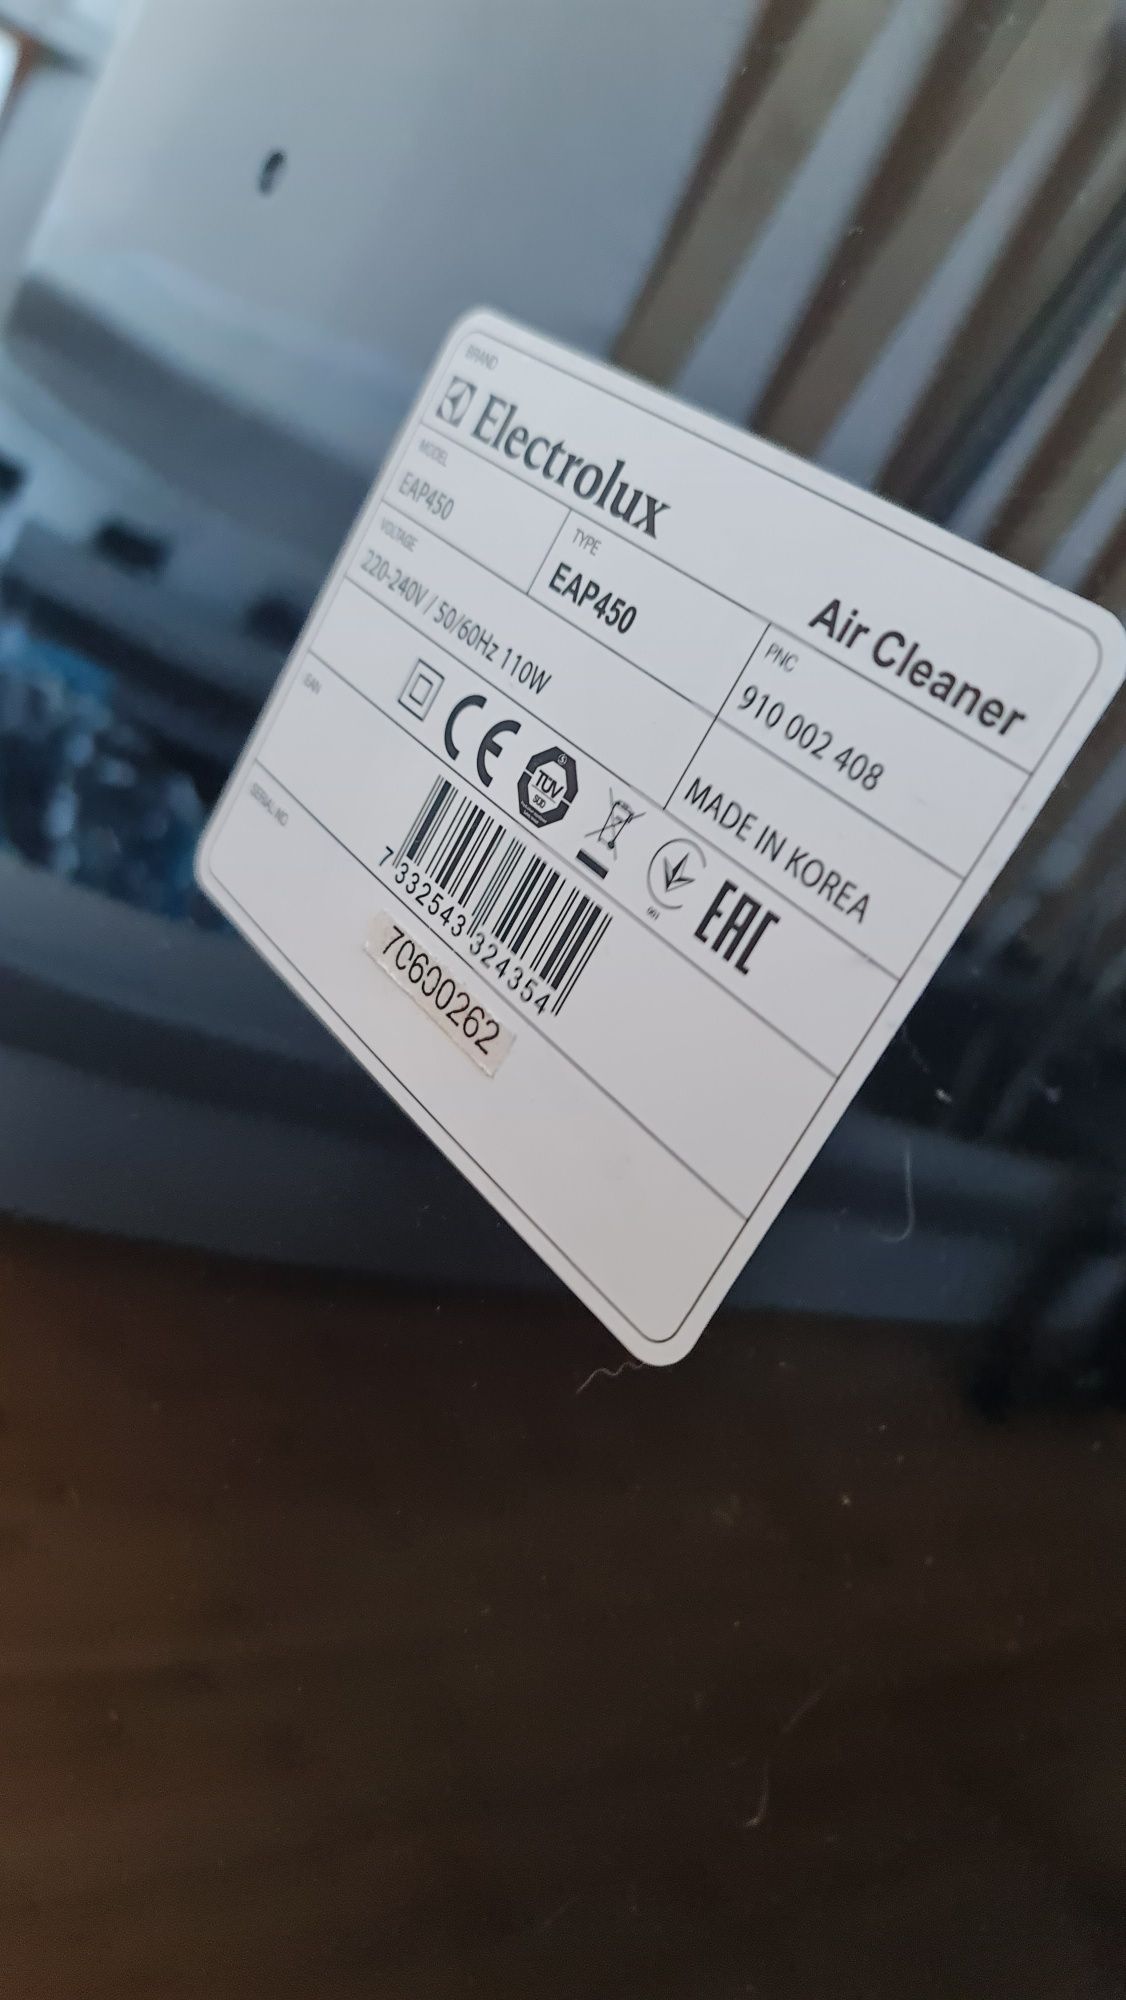 BRAND
Electrolux
Air Cleaner
MODEL
EAP450
TYPE
EAP450
PNC
910 002 408
VOLTAGE
220-240V / 50/60Hz 110W
MADE IN KOREA
CE
TÜV
SÜD
001
EAC
EAN
7 332543 324354
SERIAL NO.
70600262